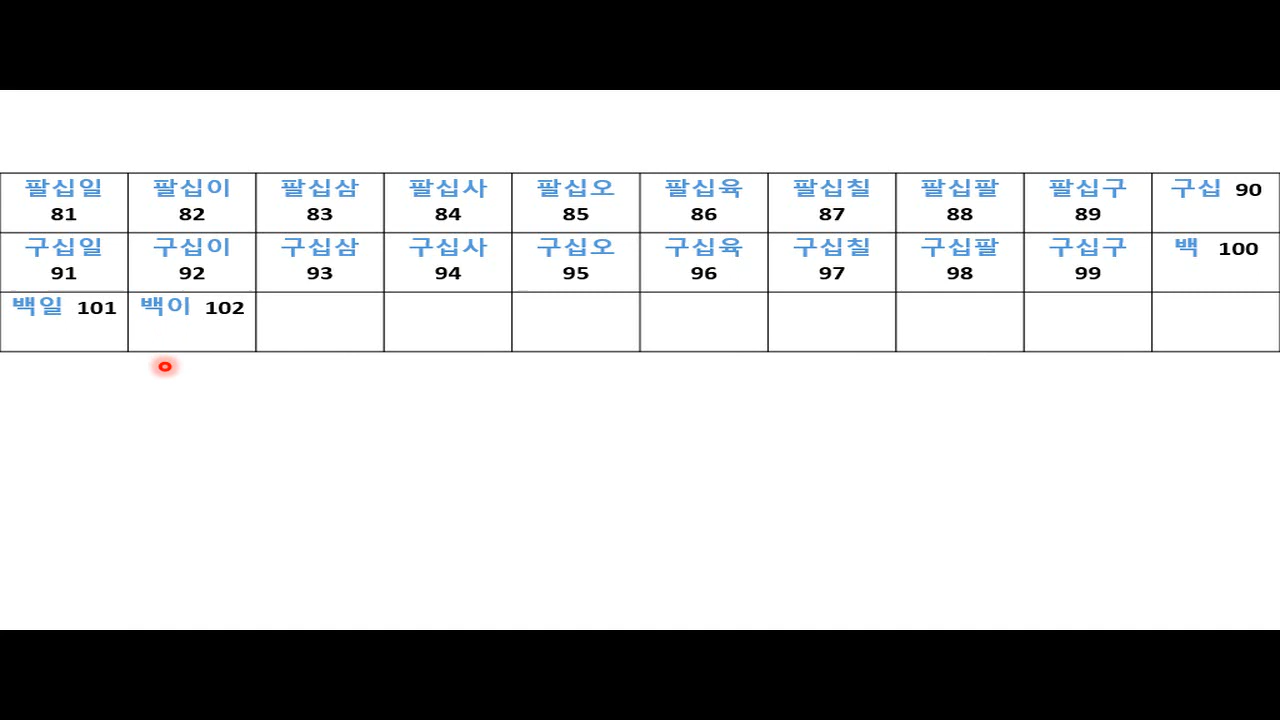 팔십일 팔십이 팔십삼 팔십사 팔십오 팔십육 팔십칠 팔십팔 팔십구 구십 90
81 82 83 84 85 86 87 88 89
구십일 구십이 구십삼 구십사 구십오 구십육 구십칠 구십팔 구십구 백 100
91 92 93 94 95 96 97 98 99
백일 101 백이 102